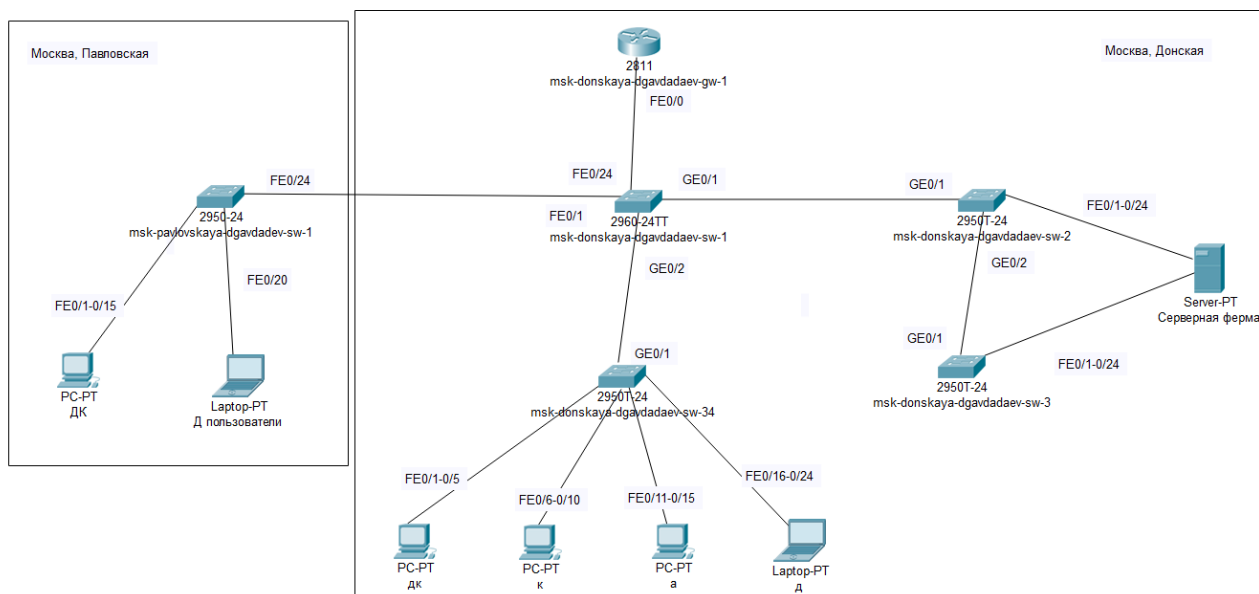 Москва, Павловская
Москва, Донская
2811
msk-donskaya-dgavdadaev-gw-1
FE0/0
FE0/24
FE0/24
GE0/1
GE0/1
FE0/1-0/24
2950-24
msk-pavlovskaya-dgavdadev-sw-1
FE0/1
2960-24TT
msk-donskaya-dgavdadaev-sw-1
2950T-24
msk-donskaya-dgavdadaev-sw-2
GE0/2
GE0/2
FE0/20
FE0/1-0/15
Server-PT
Серверная ферма
GE0/1
GE0/1
FE0/1-0/24
PC-PT
ДК
Laptop-PT
Д пользователи
2950T-24
msk-donskaya-dgavdadaev-sw-34
2950T-24
msk-donskaya-dgavdadaev-sw-3
FE0/1-0/5
FE0/6-0/10
FE0/11-0/15
FE0/16-0/24
PC-PT
дк
PC-PT
к
PC-PT
а
Laptop-PT
д